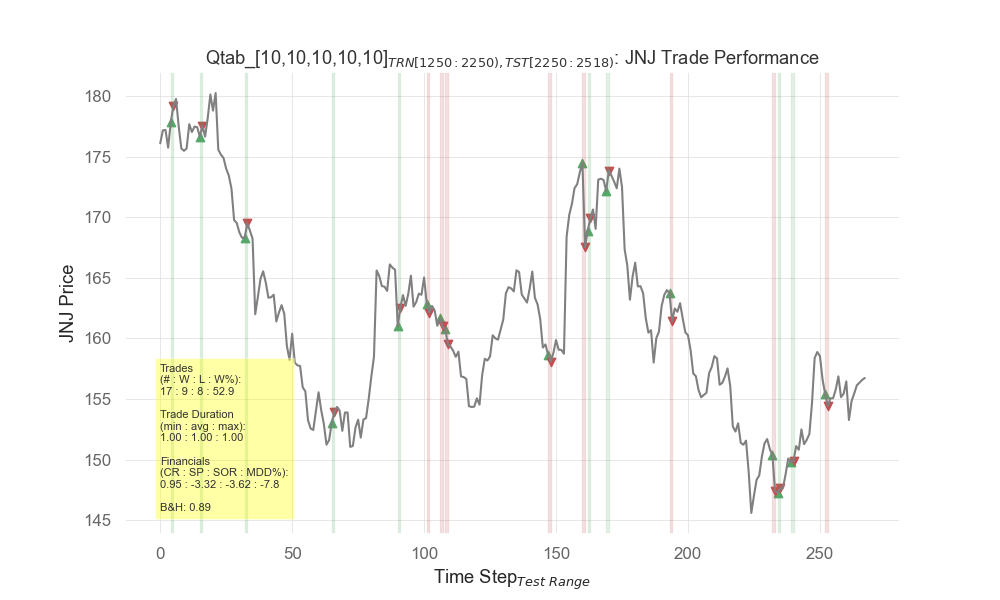 Qtab_[10,10,10,10,10]TRN[1250:2250),TST[2250:2518): JNJ Trade Performance
180
175
170
165
160
155
150
145
JNJ Price
Trades
(# : W : L : W%):
17 : 9 : 8 : 52.9
Trade Duration
(min : avg : max):
1.00 : 1.00 : 1.00
Financials
(CR : SP : SOR : MDD%):
0.95 : -3.32 : -3.62 : -7.8
B&H: 0.89
0 50 100 150 200 250
Time StepTest Range